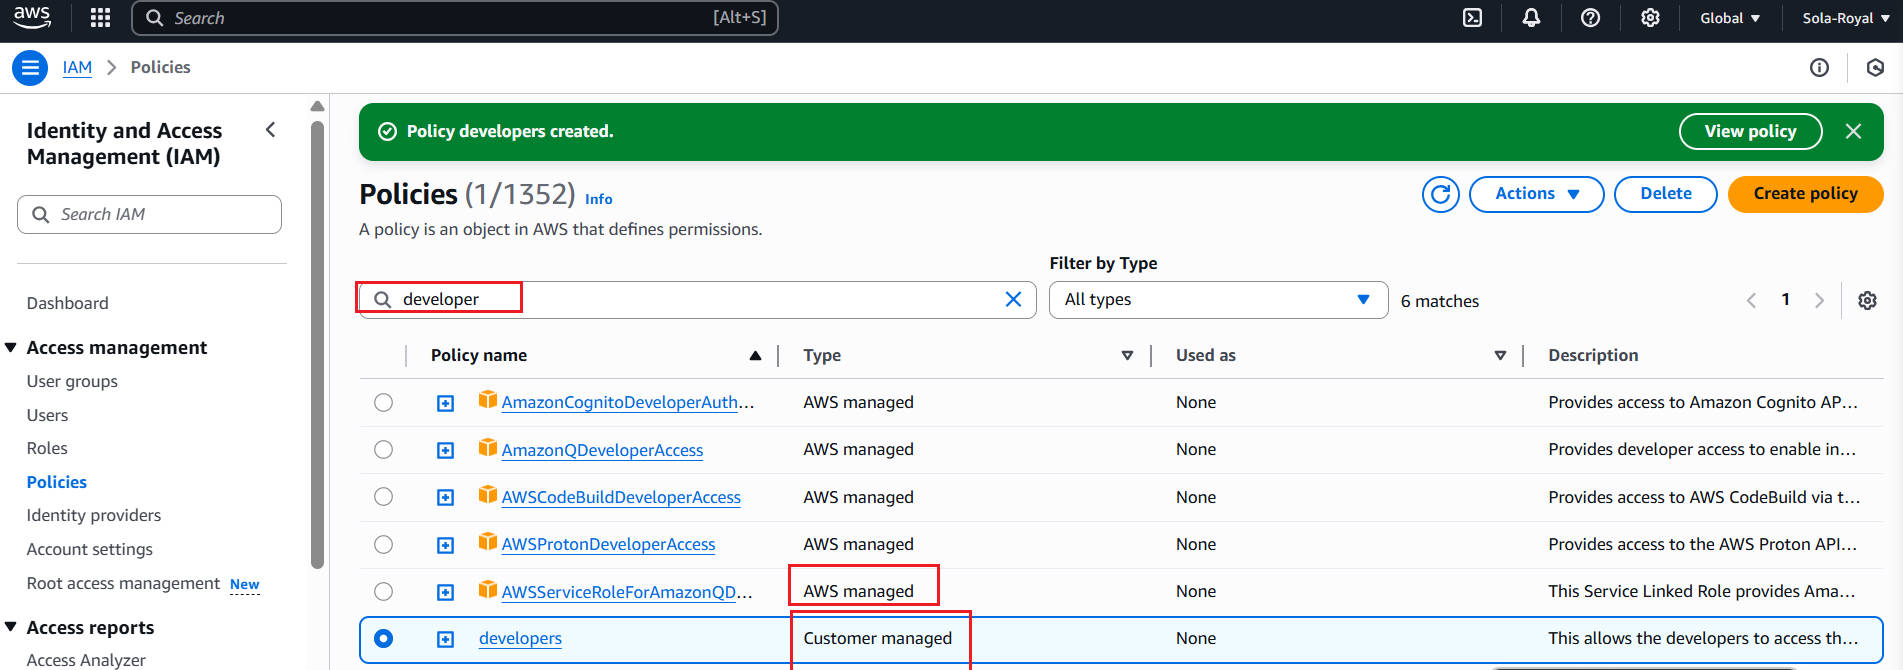 aws
Search [Alt+S]
Global Sola-Royal
IAM Policies
Identity and Access
Management (IAM)
Search IAM
Dashboard
Access management
User groups
Users
Roles
Policies
Identity providers
Account settings
Root access management New
Access reports
Access Analyzer
Policy developers created.
View policy
Policies (1/1352) Info
Actions
Delete
Create policy
A policy is an object in AWS that defines permissions.
Filter by Type
developer
All types
6 matches
1
Policy name Type Used as Description
AmazonCognitoDeveloperAuth... AWS managed None Provides access to Amazon Cognito AP...
AmazonQDeveloperAccess AWS managed None Provides developer access to enable in...
AWSCodeBuildDeveloperAccess AWS managed None Provides access to AWS CodeBuild via t...
AWSProtonDeveloperAccess AWS managed None Provides access to the AWS Proton API...
AWSServiceRoleForAmazonQD... AWS managed None This Service Linked Role provides Ama...
developers Customer managed None This allows the developers to access th...